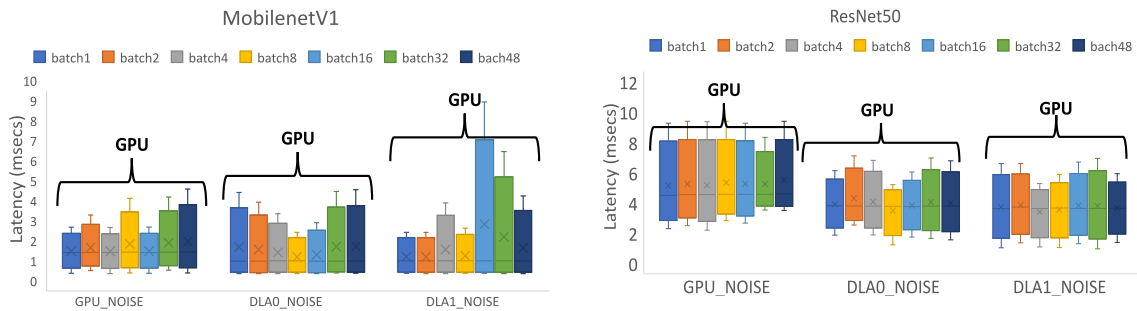 MobilenetV1
batch1 batch2 batch4 batch8 batch16 batch32 bach48
Latency (msecs)
10
9
8
7
6
5
4
3
2
1
0
GPU
GPU
GPU
GPU_NOISE DLA0_NOISE DLA1_NOISE
ResNet50
batch1 batch2 batch4 batch8 batch16 batch32 bach48
Latency (msecs)
12
10
8
6
4
2
0
GPU
GPU
GPU
GPU_NOISE DLA0_NOISE DLA1_NOISE